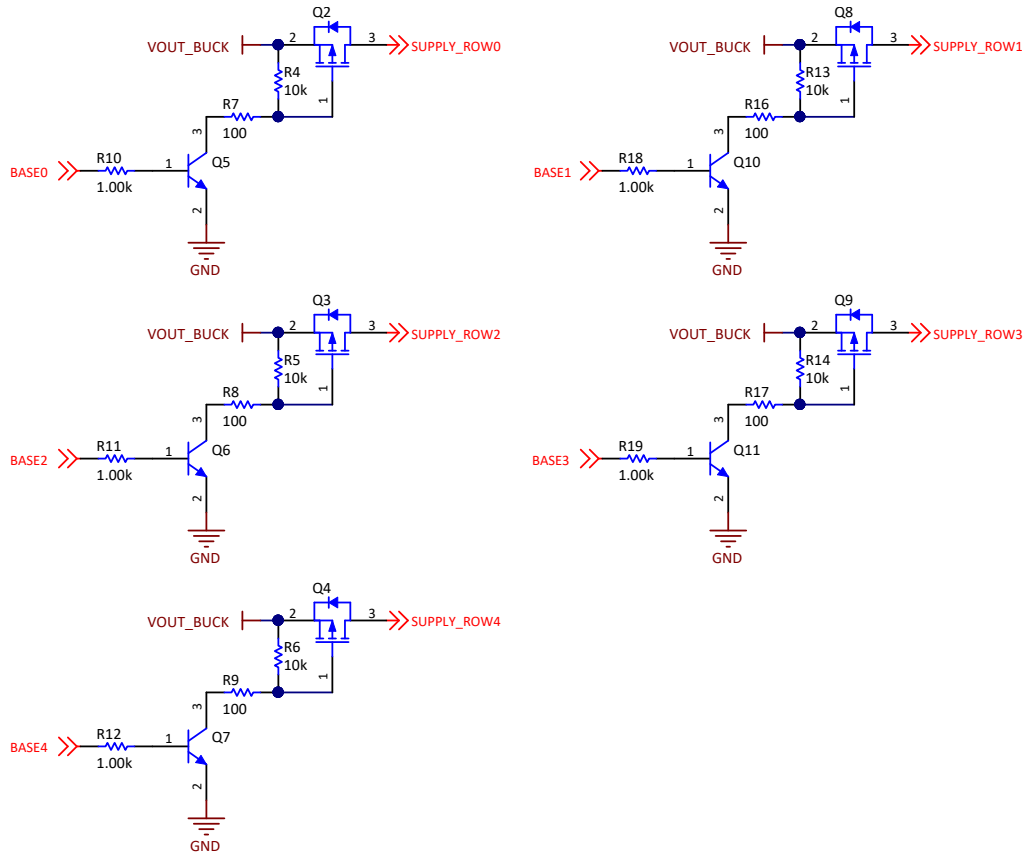 Q2
VOUT_BUCK 2 3 SUPPLY_ROW0
R4
10k
R7
100
1
3
BASE0 R10 1 Q5
1.00k
2
GND
Q8
VOUT_BUCK 2 3 SUPPLY_ROW1
R13
10k
R16
100
1
3
BASE1 R18 1 Q10
1.00k
2
GND
Q3
VOUT_BUCK 2 3 SUPPLY_ROW2
R5
10k
R8
100
1
3
BASE2 R11 1 Q6
1.00k
2
GND
Q9
VOUT_BUCK 2 3 SUPPLY_ROW3
R14
10k
R17
100
1
3
BASE3 R19 1 Q11
1.00k
2
GND
Q4
VOUT_BUCK 2 3 SUPPLY_ROW4
R6
10k
R9
100
1
3
BASE4 R12 1 Q7
1.00k
2
GND